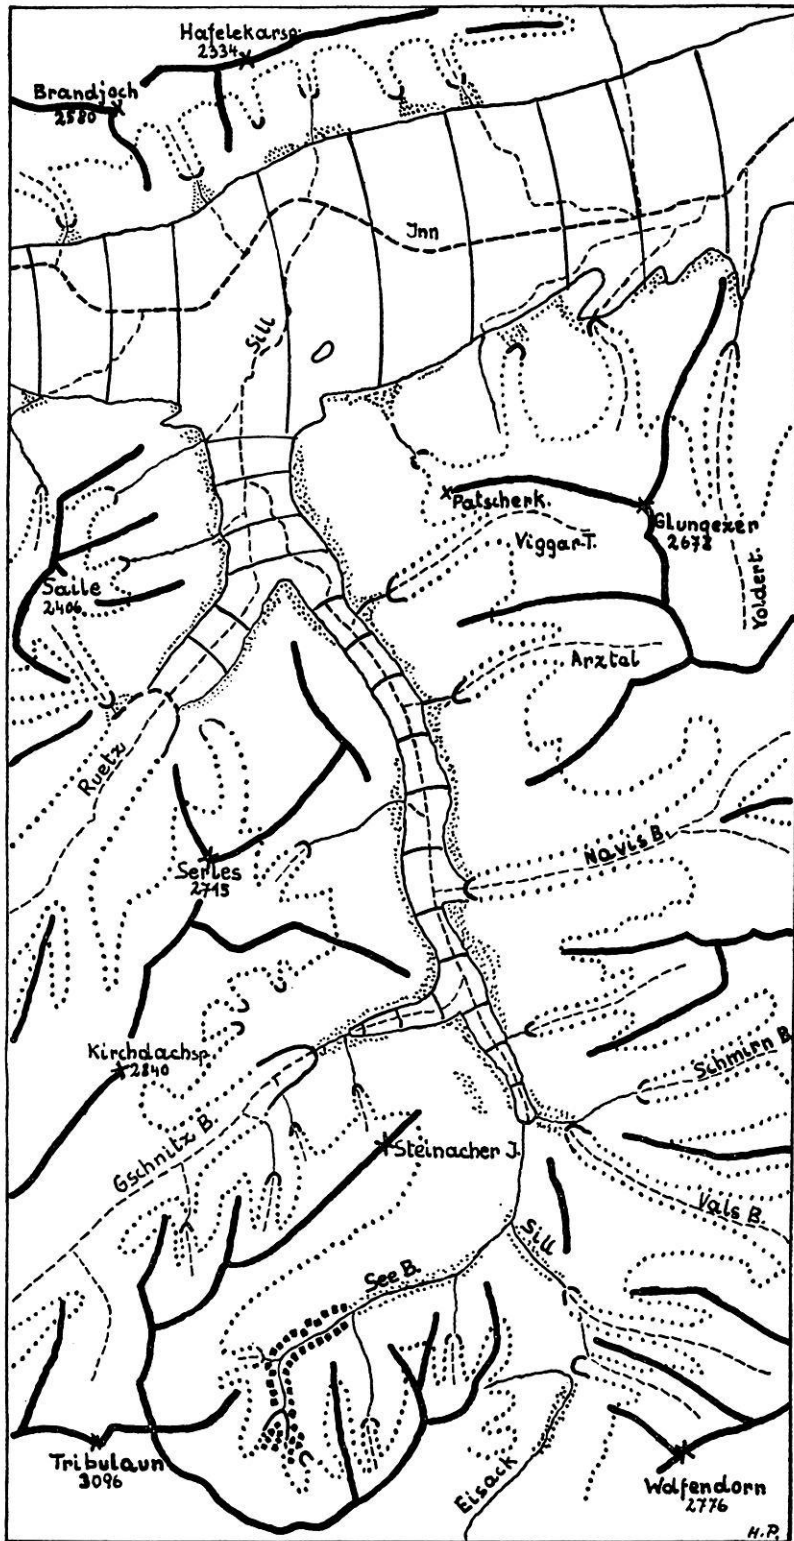 Hafelekarsp.
2334
Brandjoch
2580
Inn
Sill
Patscherk.
Glungezer
2678
Viggar-T.
Voldert.
Saile
2406
Arztal
Ruetz
Navis B.
Serles
2715
Kirchdachsp.
2840
Schmirn B.
Gschnitz B.
Steinacher J.
Vals B.
Sill
See B.
Tribulaun
3096
Eisack
Wolfendorn
2776
H.P.